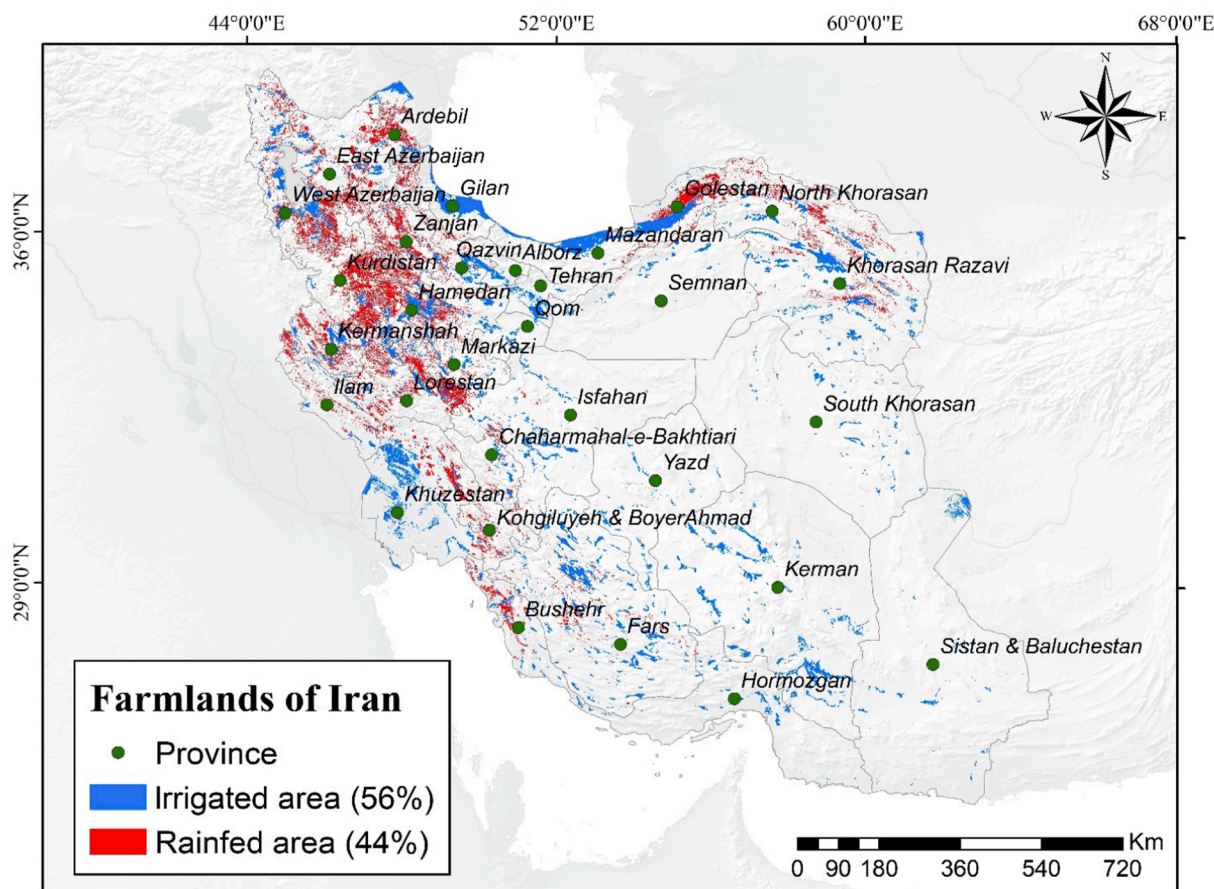 44°0'0"E
52°0'0"E
60°0'0"E
68°0'0"E
N
W
E
S
36°0'0"N
29°0'0"N
Ardebil
East Azerbaijan
West Azerbaijan
Gilan
Golestan
North Khorasan
Zanjan
Mazandaran
Qazvin
Alborz
Kurdistan
Tehran
Khorasan Razavi
Hamedan
Semnan
Qom
Kermanshah
Markazi
Ilam
Lorestan
Isfahan
South Khorasan
Chaharmahal-e-Bakhtiari
Yazd
Khuzestan
Kohgiluyeh & BoyerAhmad
Kerman
Bushehr
Fars
Sistan & Baluchestan
Hormozgan
Farmlands of Iran
Province
Irrigated area (56%)
Rainfed area (44%)
Km
0 90 180 360 540 720